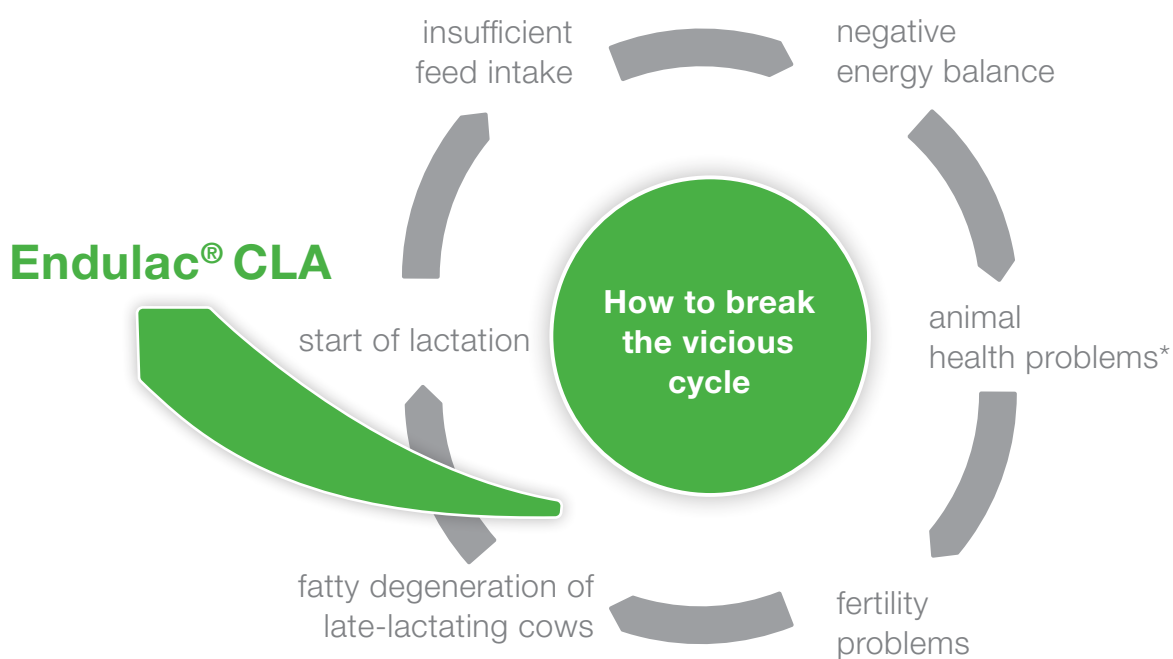 insufficient
feed intake
negative
energy balance
Endulac® CLA
start of lactation
How to break
the vicious
cycle
animal
health problems*
fatty degeneration of
late-lactating cows
fertility
problems